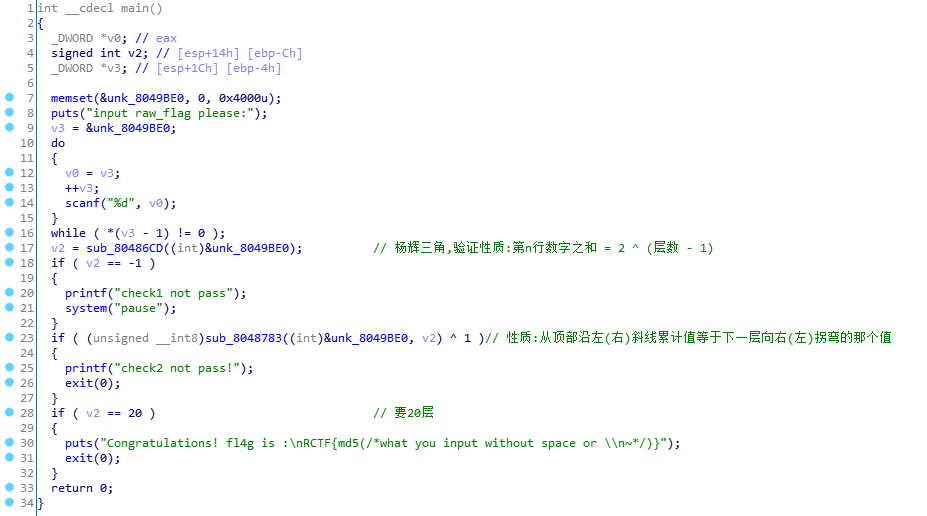 1 int __cdecl main()
2 {
3   _DWORD *v0; // eax
4   signed int v2; // [esp+14h] [ebp-Ch]
5   _DWORD *v3; // [esp+1Ch] [ebp-4h]
6
7   memset(&unk_8049BE0, 0, 0x4000u);
8   puts("input raw_flag please:");
9   v3 = &unk_8049BE0;
10   do
11   {
12     v0 = v3;
13     ++v3;
14     scanf("%d", v0);
15   }
16   while ( *(v3 - 1) != 0 );
17   v2 = sub_80486CD((int)&unk_8049BE0);          // 杨辉三角,验证性质:第n行数字之和 = 2 ^ (层数 - 1)
18   if ( v2 == -1 )
19   {
20     printf("check1 not pass");
21     system("pause");
22   }
23   if ( (unsigned __int8)sub_8048783((int)&unk_8049BE0, v2) ^ 1 )// 性质:从顶部沿左(右)斜线累计值等于下一层向右(左)拐弯的那个值
24   {
25     printf("check2 not pass!");
26     exit(0);
27   }
28   if ( v2 == 20 )                               // 要20层
29   {
30     puts("Congratulations! fl4g is :\nRCTF{md5(/*what you input without space or \\n~*/)}");
31     exit(0);
32   }
33   return 0;
34 }